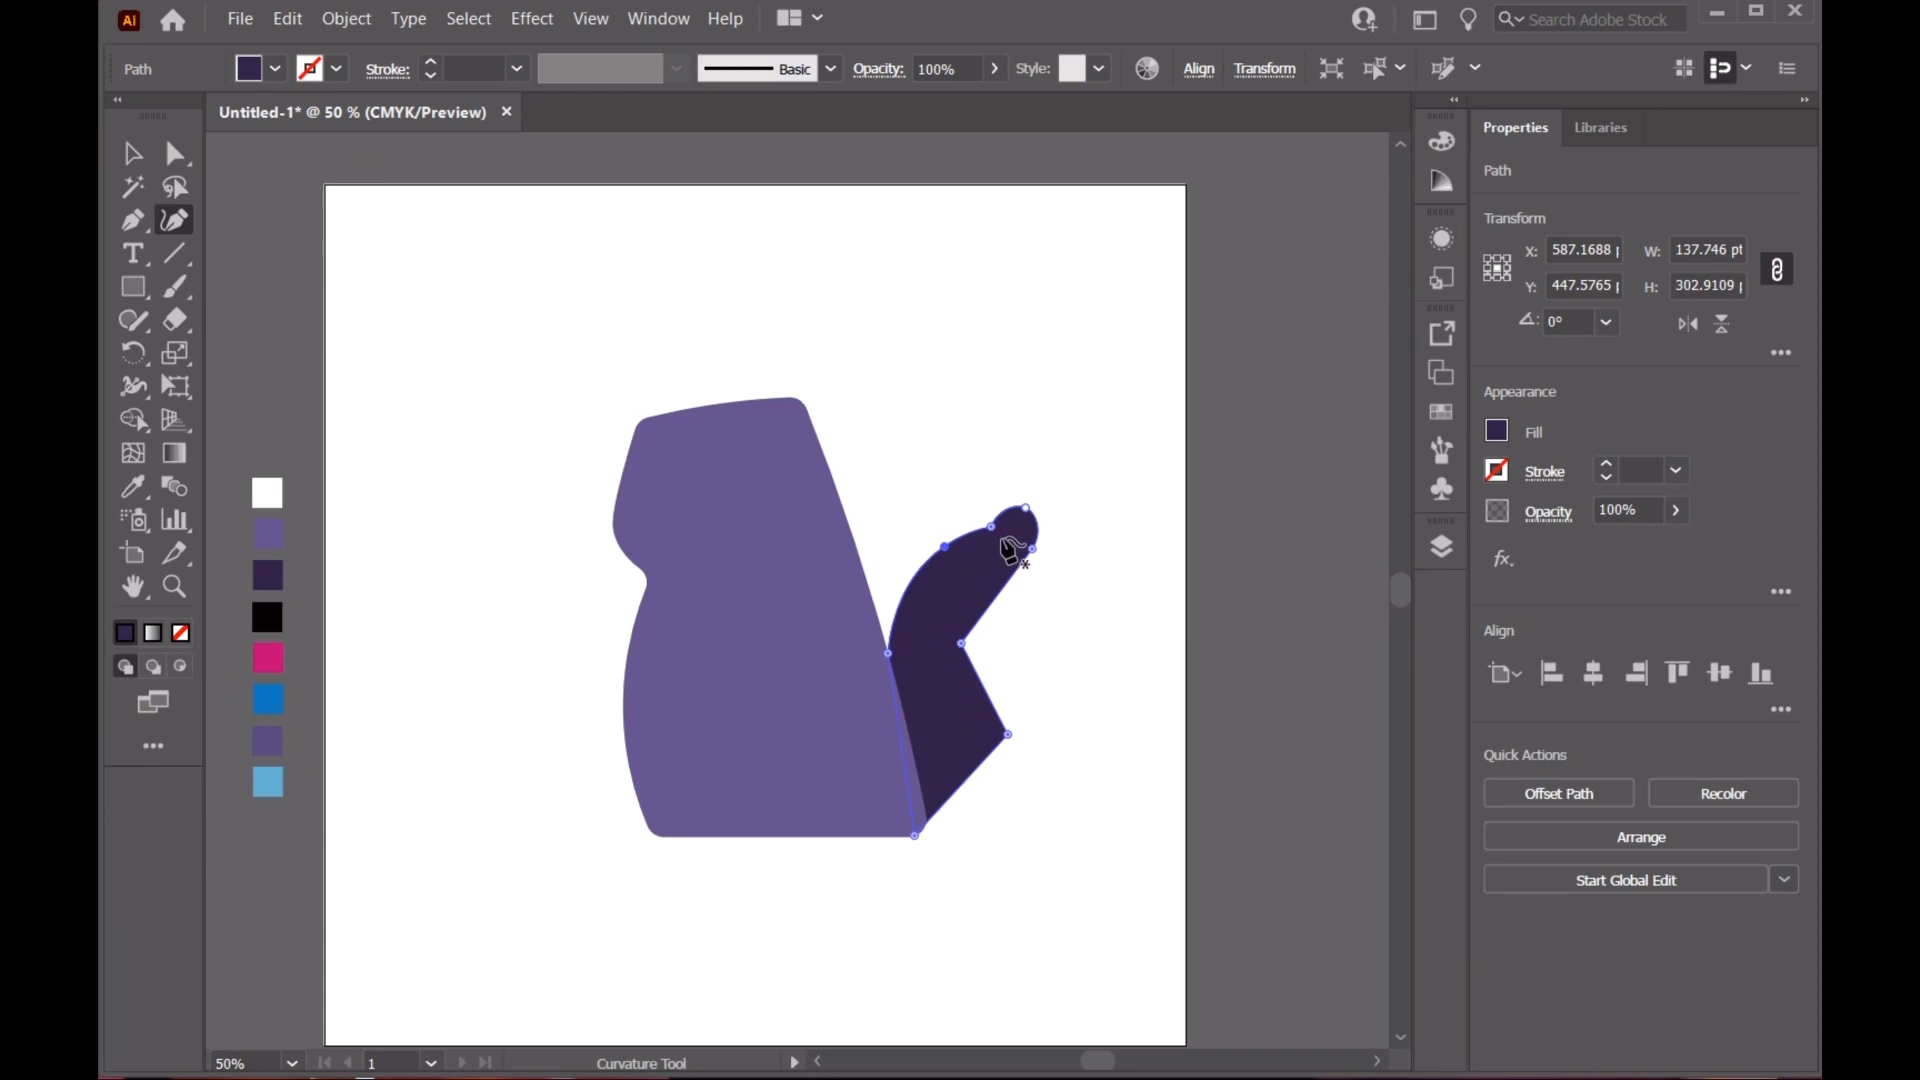 Ai File Edit Object Type Select Effect View Window Help Search Adobe Stock
Path Stroke: Basic Opacity: 100% Style: Align Transform
Untitled-1* @ 50 % (CMYK/Preview)
Properties Libraries
Path
Transform
X: 587.1688 W: 137.746 pt
Y: 447.5765 H: 302.9109
0°
Appearance
Fill
Stroke
Opacity 100%
fx.
Align
Quick Actions
Offset Path Recolor
Arrange
Start Global Edit
50% 1 Curvature Tool